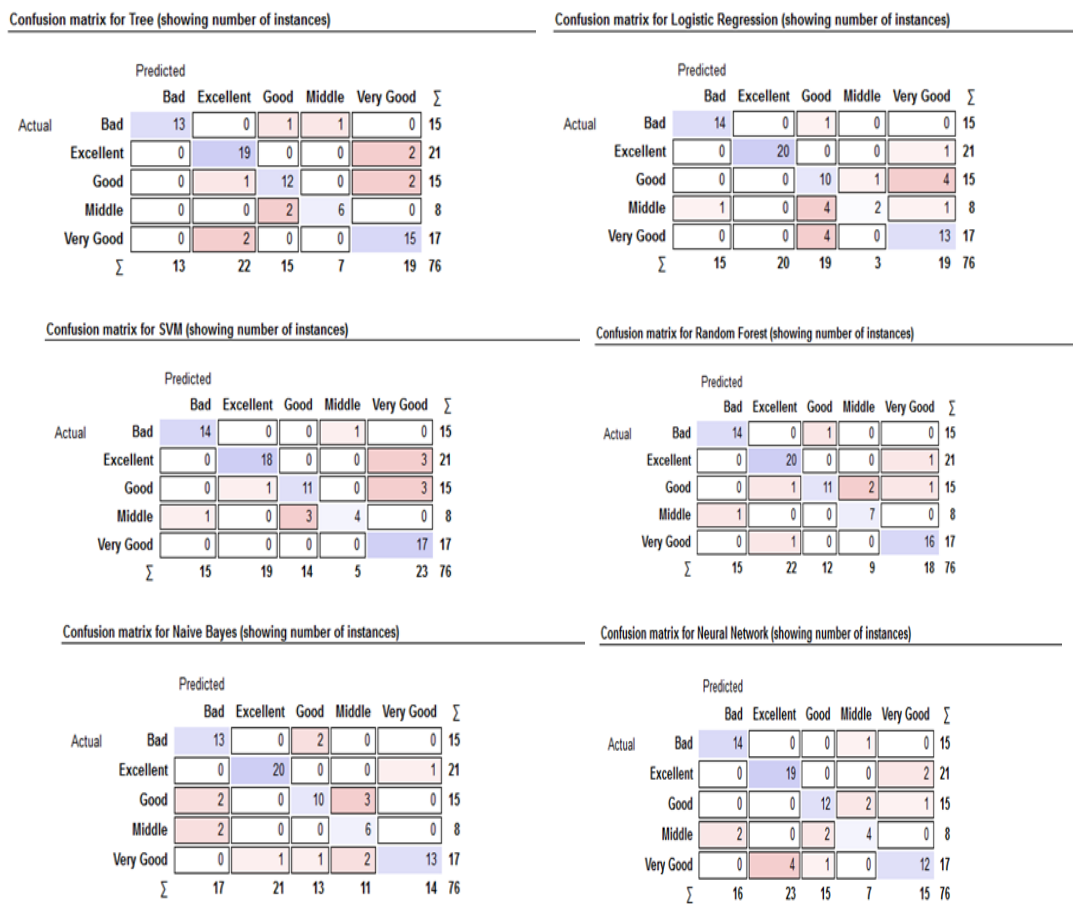 Confusion matrix for Tree (showing number of instances)
Predicted
Bad Excellent Good Middle Very Good Σ
Actual Bad 13 0 1 1 0 15
Excellent 0 19 0 0 2 21
Good 0 1 12 0 2 15
Middle 0 0 2 6 0 8
Very Good 0 2 0 0 15 17
Σ 13 22 15 7 19 76
Confusion matrix for Logistic Regression (showing number of instances)
Predicted
Bad Excellent Good Middle Very Good Σ
Actual Bad 14 0 1 0 0 15
Excellent 0 20 0 0 1 21
Good 0 0 10 1 4 15
Middle 1 0 4 2 1 8
Very Good 0 0 4 0 13 17
Σ 15 20 19 3 19 76
Confusion matrix for SVM (showing number of instances)
Predicted
Bad Excellent Good Middle Very Good Σ
Actual Bad 14 0 0 1 0 15
Excellent 0 18 0 0 3 21
Good 0 1 11 0 3 15
Middle 1 0 3 4 0 8
Very Good 0 0 0 0 17 17
Σ 15 19 14 5 23 76
Confusion matrix for Random Forest (showing number of instances)
Predicted
Bad Excellent Good Middle Very Good Σ
Actual Bad 14 0 1 0 0 15
Excellent 0 20 0 0 1 21
Good 0 1 11 2 1 15
Middle 1 0 0 7 0 8
Very Good 0 1 0 0 16 17
Σ 15 22 12 9 18 76
Confusion matrix for Naive Bayes (showing number of instances)
Predicted
Bad Excellent Good Middle Very Good Σ
Actual Bad 13 0 2 0 0 15
Excellent 0 20 0 0 1 21
Good 2 0 10 3 0 15
Middle 2 0 0 6 0 8
Very Good 0 1 1 2 13 17
Σ 17 21 13 11 14 76
Confusion matrix for Neural Network (showing number of instances)
Predicted
Bad Excellent Good Middle Very Good Σ
Actual Bad 14 0 0 1 0 15
Excellent 0 19 0 0 2 21
Good 0 0 12 2 1 15
Middle 2 0 2 4 0 8
Very Good 0 4 1 0 12 17
Σ 16 23 15 7 15 76